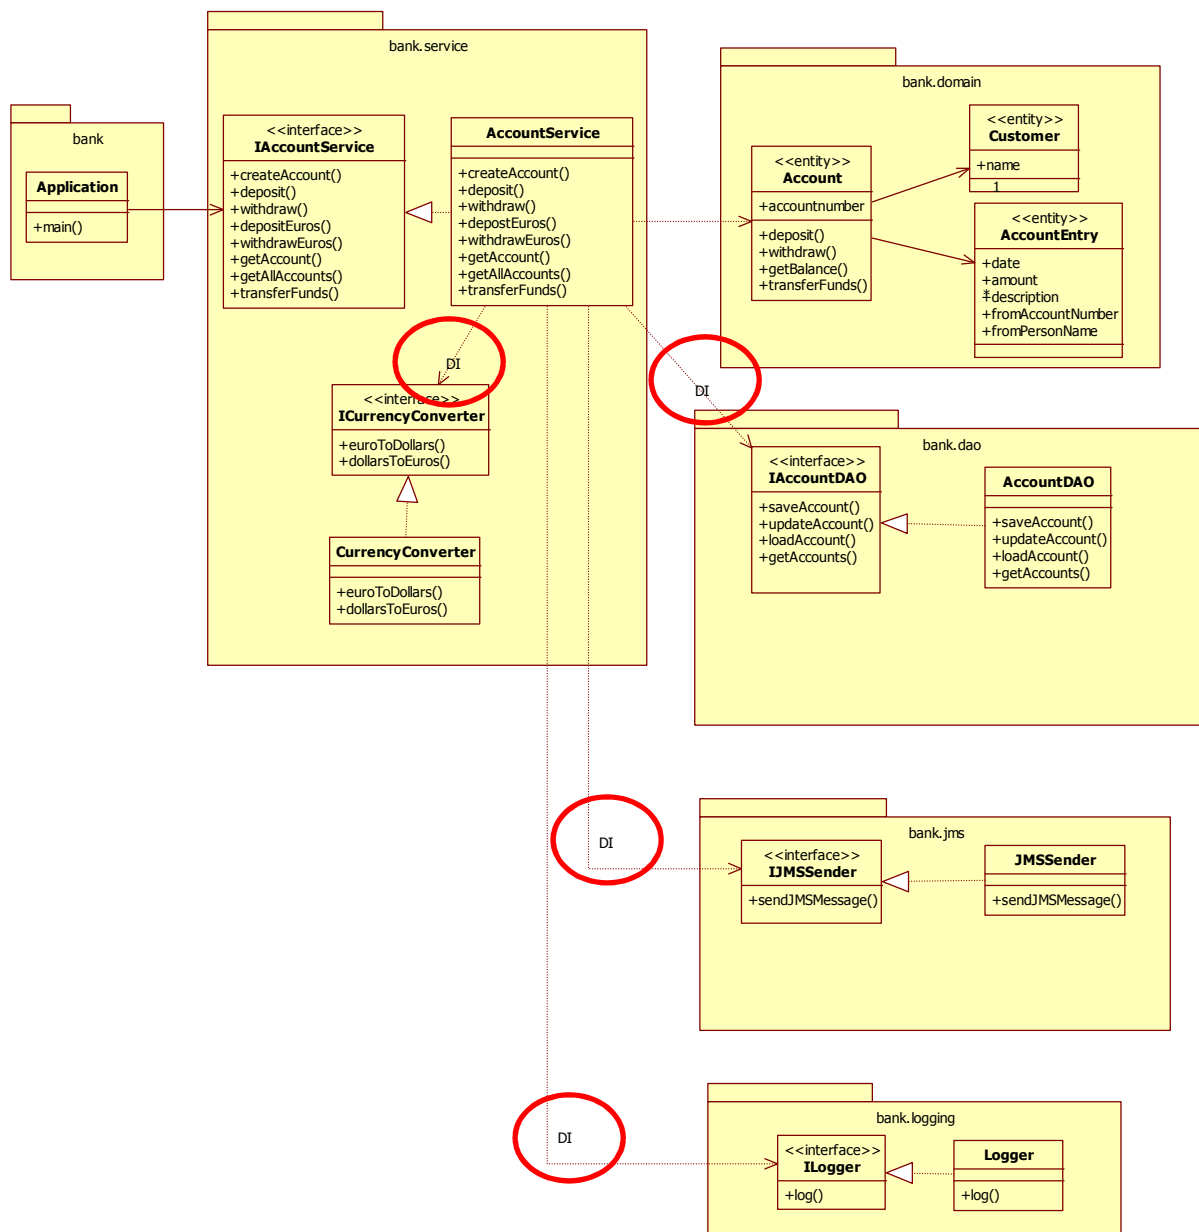 bank
Application
+main()
bank.service
<<interface>>
IAccountService
+createAccount()
+deposit()
+withdraw()
+depositEuros()
+withdrawEuros()
+getAccount()
+getAllAccounts()
+transferFunds()
AccountService
+createAccount()
+deposit()
+withdraw()
+depostEuros()
+withdrawEuros()
+getAccount()
+getAllAccounts()
+transferFunds()
DI
<<interface>>
ICurrencyConverter
+euroToDollars()
+dollarsToEuros()
CurrencyConverter
+euroToDollars()
+dollarsToEuros()
bank.domain
<<entity>>
Account
+accountnumber
+deposit()
+withdraw()
+getBalance()
+transferFunds()
<<entity>>
Customer
+name
1
<<entity>>
AccountEntry
+date
+amount
*
+description
+fromAccountNumber
+fromPersonName
DI
bank.dao
<<interface>>
IAccountDAO
+saveAccount()
+updateAccount()
+loadAccount()
+getAccounts()
AccountDAO
+saveAccount()
+updateAccount()
+loadAccount()
+getAccounts()
DI
bank.jms
<<interface>>
IJMSSender
+sendJMSMessage()
JMSSender
+sendJMSMessage()
DI
bank.logging
<<interface>>
ILogger
+log()
Logger
+log()